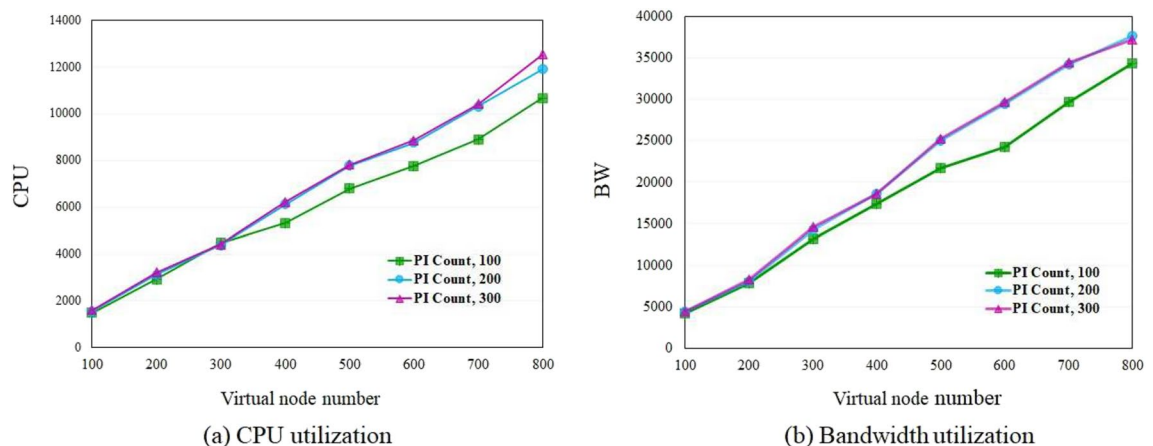 14000
12000
10000
8000
6000
4000
2000
0
CPU
PI Count, 100
PI Count, 200
PI Count, 300
100 200 300 400 500 600 700 800
Virtual node number
(a) CPU utilization
40000
35000
30000
25000
20000
15000
10000
5000
0
BW
PI Count, 100
PI Count, 200
PI Count, 300
100 200 300 400 500 600 700 800
Virtual node number
(b) Bandwidth utilization